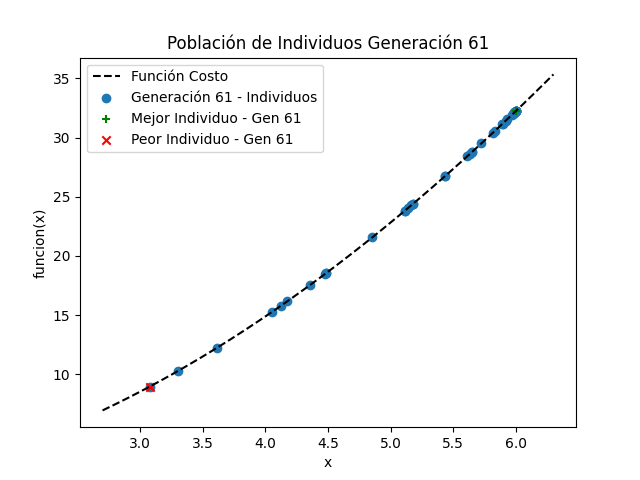 Población de Individuos Generación 61
Función Costo
Generación 61 - Individuos
Mejor Individuo - Gen 61
Peor Individuo - Gen 61
35
30
25
20
15
10
funcion(x)
3.0 3.5 4.0 4.5 5.0 5.5 6.0
x